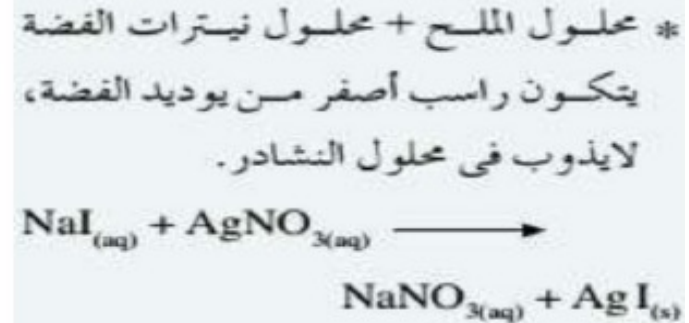 * محلول الملح + محلول نيترات الفضة
يتكون راسب أصفر من يوديد الفضة،
لايذوب فى محلول النشادر.
NaI(aq) + AgNO3(aq) ⟶
NaNO3(aq) + Ag I(s)